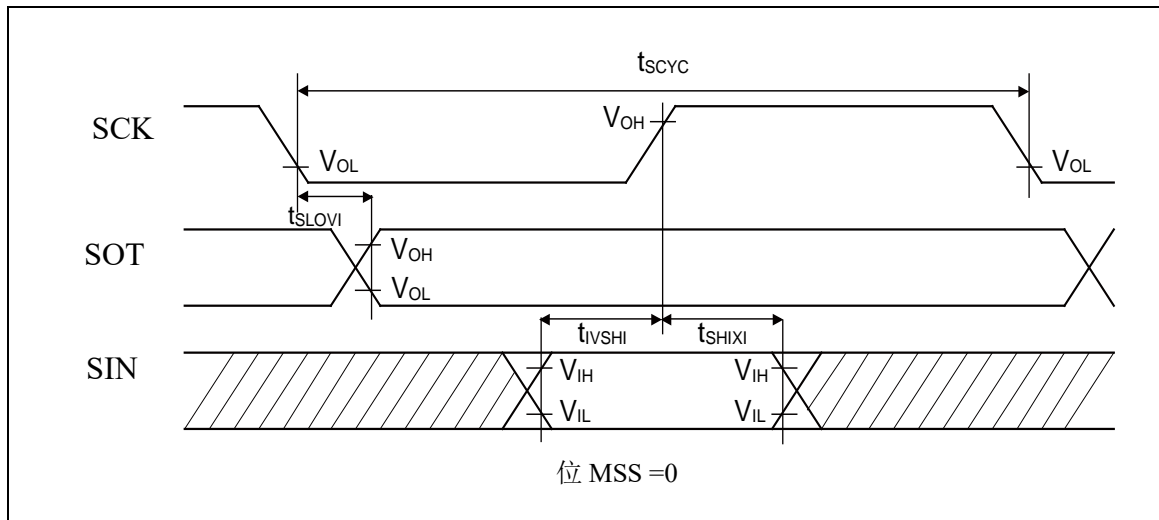 tSCYC
SCK
VOH
VOL
VOL
tSLOVI
SOT
VOH
VOL
tIVSHI
tSHIXI
SIN
VIH
VIH
VIL
VIL
位 MSS =0